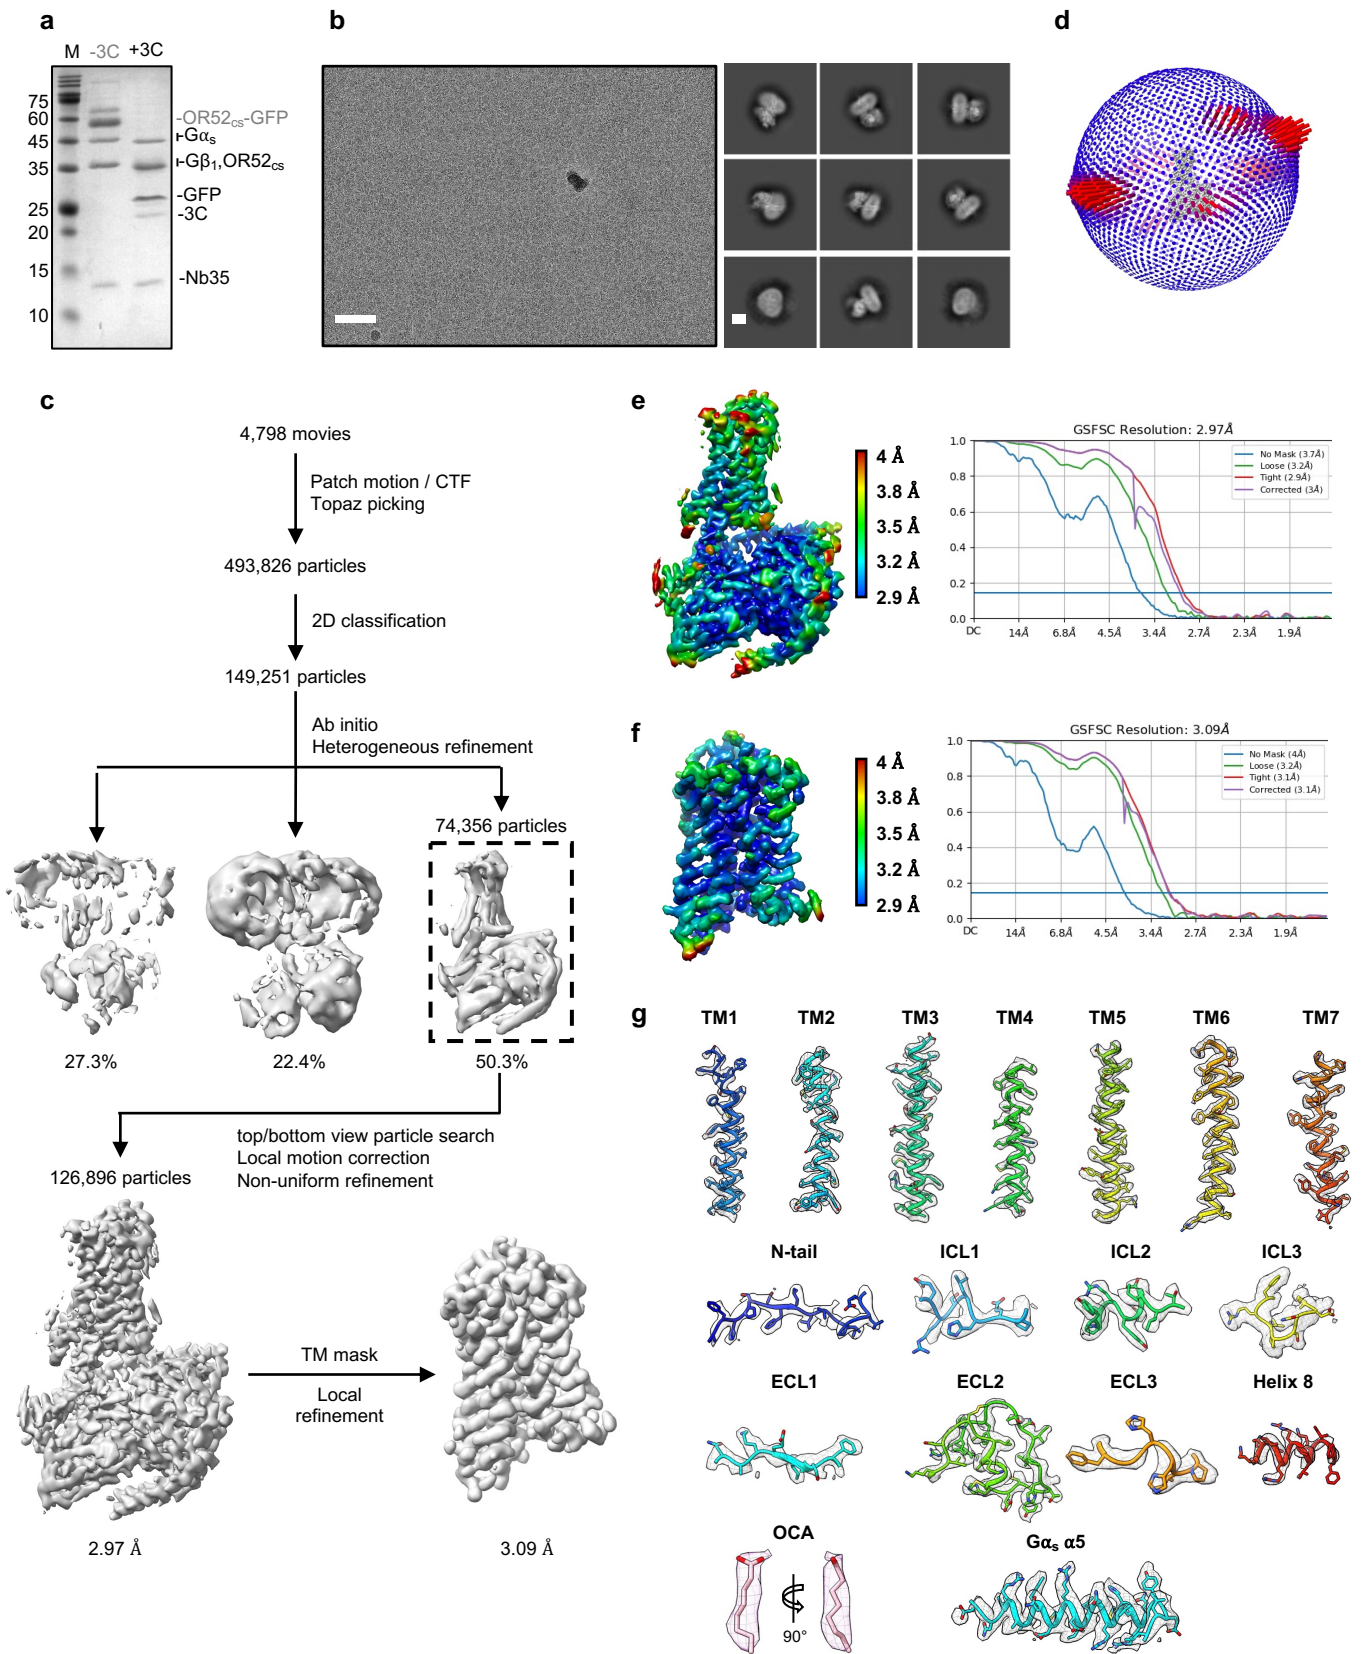 a
M -3C +3C
75
60
45
35
25
20
15
10
-OR52cs-GFP
-Gαs
-Gβ1,OR52cs
-GFP
-3C
-Nb35
b
d
c
4,798 movies
Patch motion / CTF
Topaz picking
493,826 particles
2D classification
149,251 particles
Ab initio
Heterogeneous refinement
74,356 particles
27.3%
22.4%
50.3%
top/bottom view particle search
Local motion correction
Non-uniform refinement
126,896 particles
TM mask
Local
refinement
2.97 Å
3.09 Å
e
4 Å
3.8 Å
3.5 Å
3.2 Å
2.9 Å
GSFSC Resolution: 2.97Å
1.0
0.8
0.6
0.4
0.2
0.0
No Mask (3.7Å)
Loose (3.2Å)
Tight (2.9Å)
Corrected (3Å)
DC 14Å 6.8Å 4.5Å 3.4Å 2.7Å 2.3Å 1.9Å
f
4 Å
3.8 Å
3.5 Å
3.2 Å
2.9 Å
GSFSC Resolution: 3.09Å
1.0
0.8
0.6
0.4
0.2
0.0
No Mask (4Å)
Loose (3.2Å)
Tight (3.1Å)
Corrected (3.1Å)
DC 14Å 6.8Å 4.5Å 3.4Å 2.7Å 2.3Å 1.9Å
g
TM1 TM2 TM3 TM4 TM5 TM6 TM7
N-tail ICL1 ICL2 ICL3
ECL1 ECL2 ECL3 Helix 8
OCA Gαs α5
90°